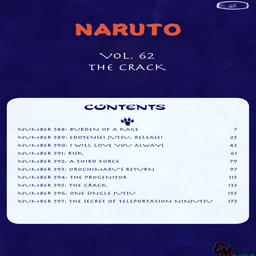 NARUTO
VOL. 62
THE CRACK
CONTENTS
NUMBER 588: BURDEN OF A KAGE 7
NUMBER 589: EDOTENSEI JUTSU, RELEASE! 25
NUMBER 590: I WILL LOVE YOU ALWAYS 43
NUMBER 591: RISK 61
NUMBER 592: A THIRD FORCE 79
NUMBER 593: OROCHIMARU'S RETURN 97
NUMBER 594: THE PROGENITOR 115
NUMBER 595: THE CRACK 133
NUMBER 596: ONE SINGLE JUTSU 155
NUMBER 597: THE SECRET OF TELEPORTATION NINJUTSU 173